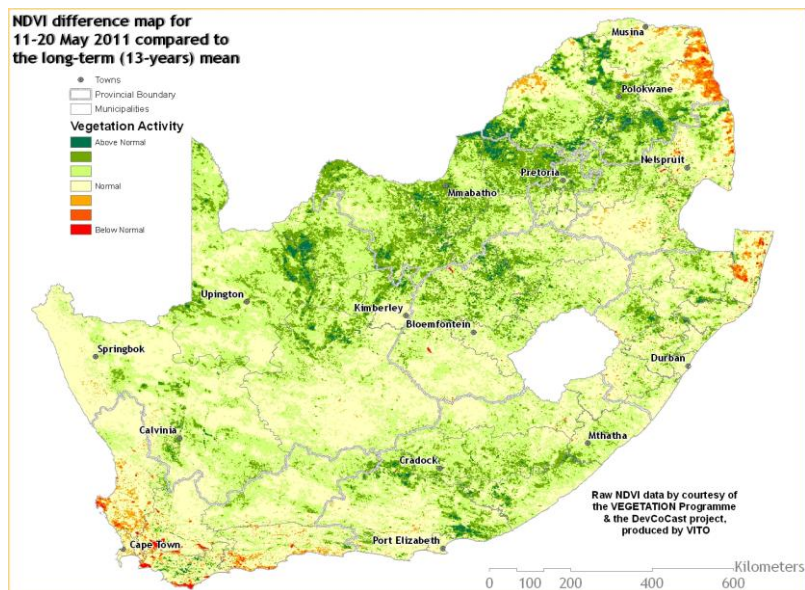 NDVI difference map for
11-20 May 2011 compared to
the long-term (13-years) mean
Towns
Provincial Boundary
Municipalities
Vegetation Activity
Above Normal
Normal
Below Normal
Musina
Polokwane
Nelspruit
Pretoria
Mmabatho
Upington
Kimberley
Bloemfontein
Springbok
Durban
Calvinia
Mthatha
Cradock
Cape Town
Port Elizabeth
Raw NDVI data by courtesy of
the VEGETATION Programme
& the DevCoCast project,
produced by VITO
Kilometers
0 100 200 400 600